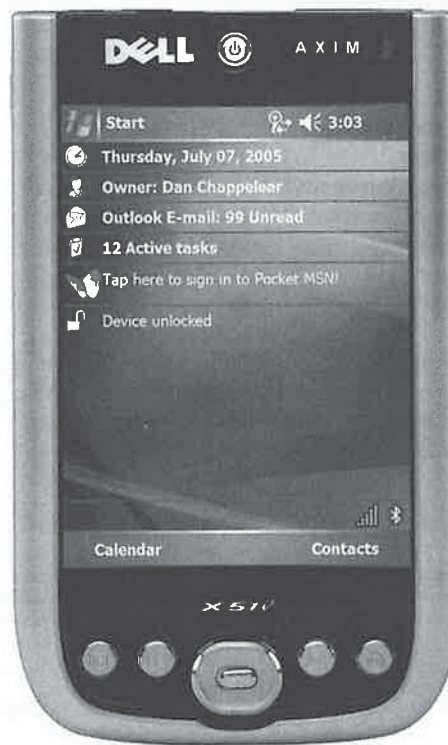 DELL AXIM
Start 3:03
Thursday, July 07, 2005
Owner: Dan Chappelear
Outlook E-mail: 99 Unread
12 Active tasks
Tap here to sign in to Pocket MSN!
Device unlocked
Calendar Contacts
X51v